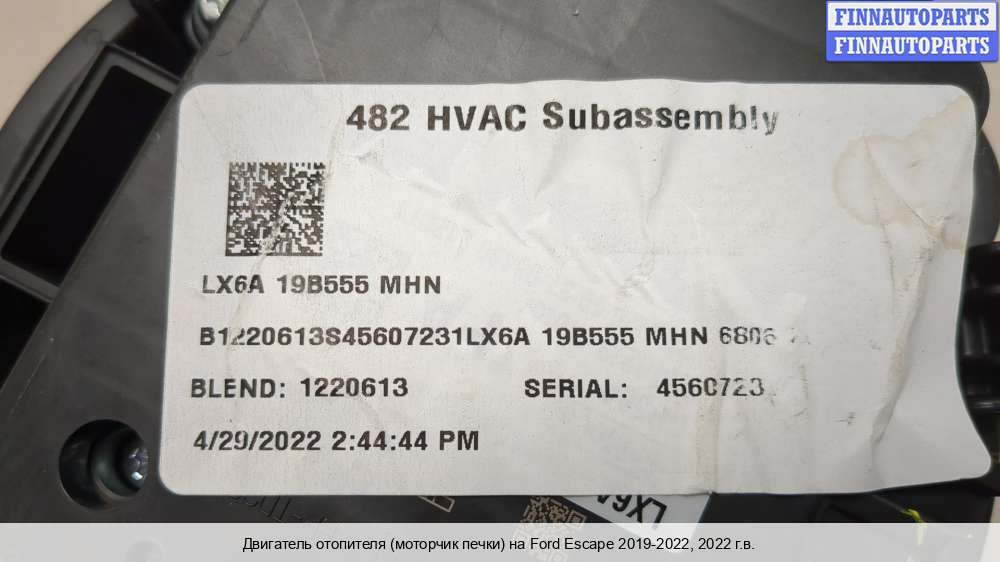 FINNAUTOPARTS
FINNAUTOPARTS
482 HVAC Subassembly
LX6A 19B555 MHN
B1220613S45607231LX6A 19B555 MHN
BLEND: 1220613 SERIAL: 4560723
4/29/2022 2:44:44 PM
LX6A
Двигатель отопителя (моторчик печки) на Ford Escape 2019-2022, 2022 г.в.